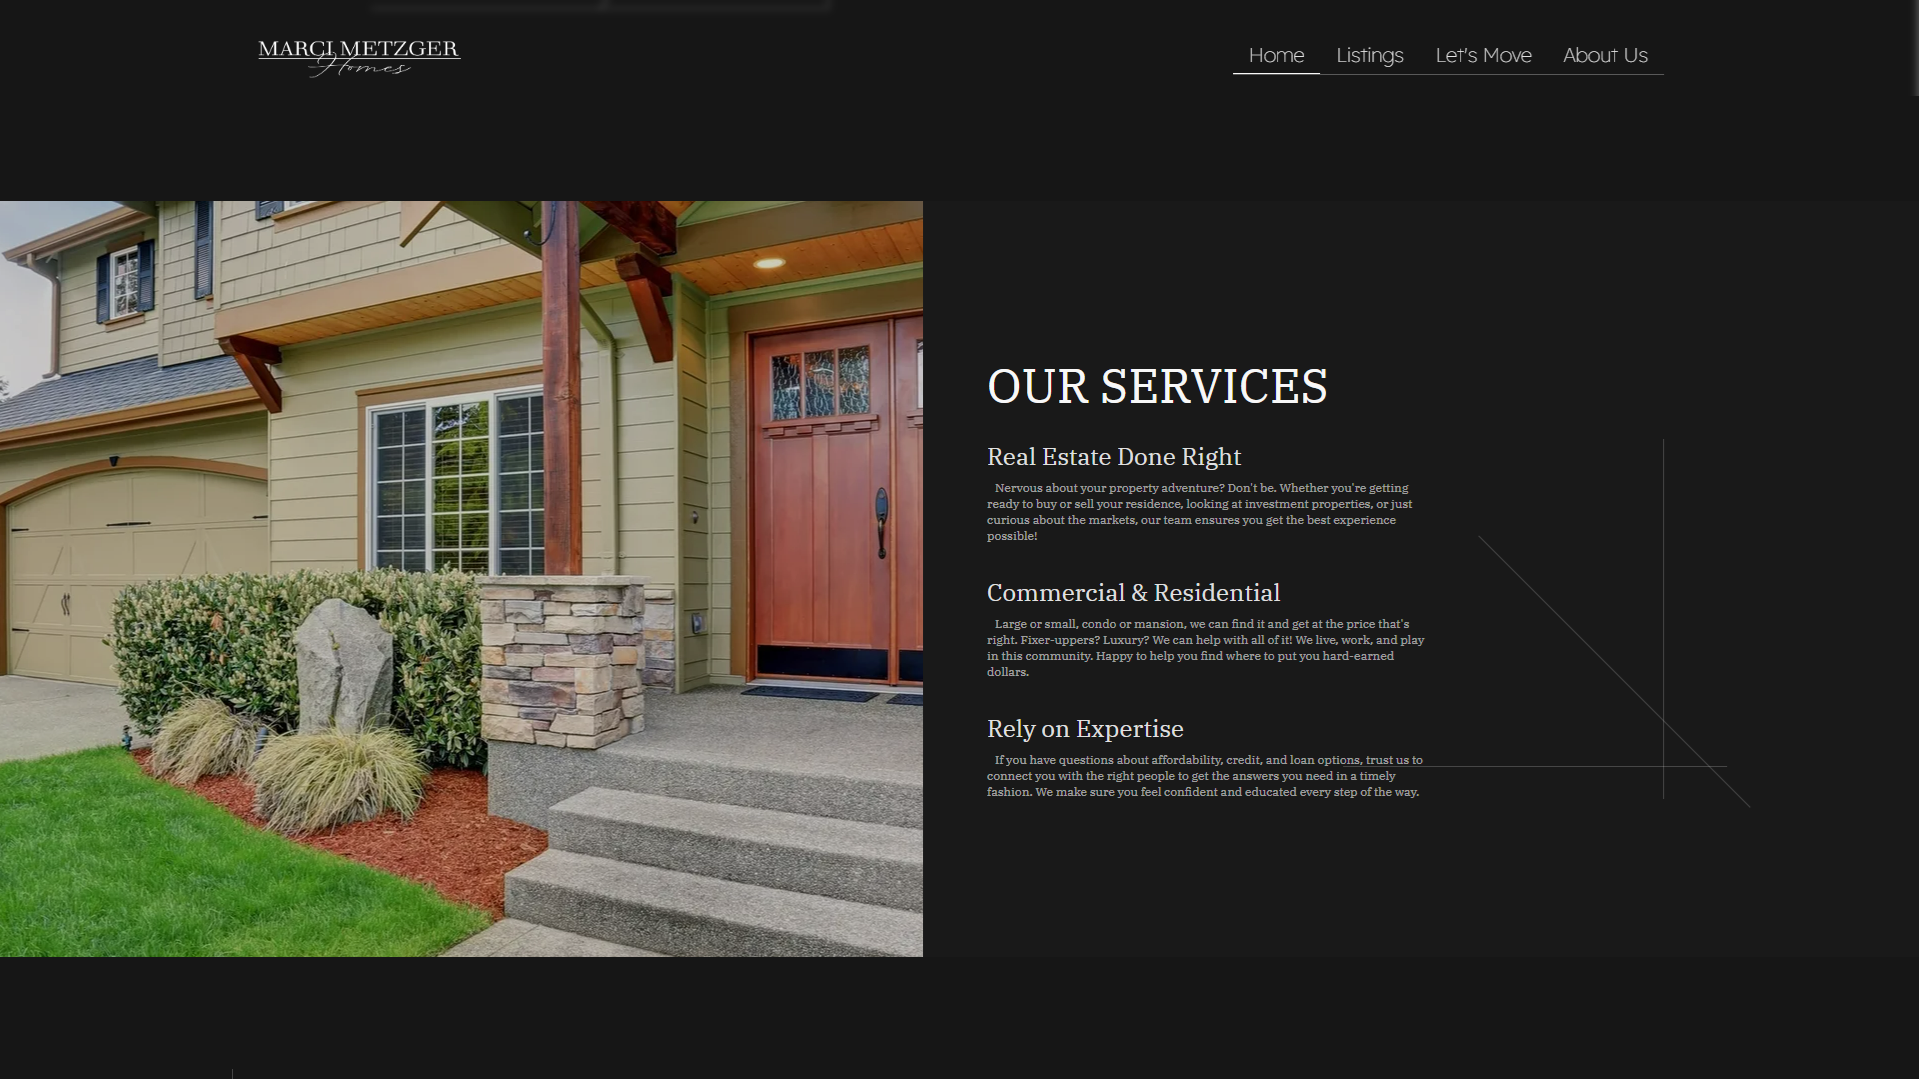 MARCI METZGER
Homes
Home Listings Let's Move About Us
OUR SERVICES
Real Estate Done Right
Nervous about your property adventure? Don't be. Whether you're getting
ready to buy or sell your residence, looking at investment properties, or just
curious about the markets, our team ensures you get the best experience
possible!
Commercial & Residential
Large or small, condo or mansion, we can find it and get at the price that's
right. Fixer-uppers? Luxury? We can help with all of it! We live, work, and play
in this community. Happy to help you find where to put you hard-earned
dollars.
Rely on Expertise
If you have questions about affordability, credit, and loan options, trust us to
connect you with the right people to get the answers you need in a timely
fashion. We make sure you feel confident and educated every step of the way.